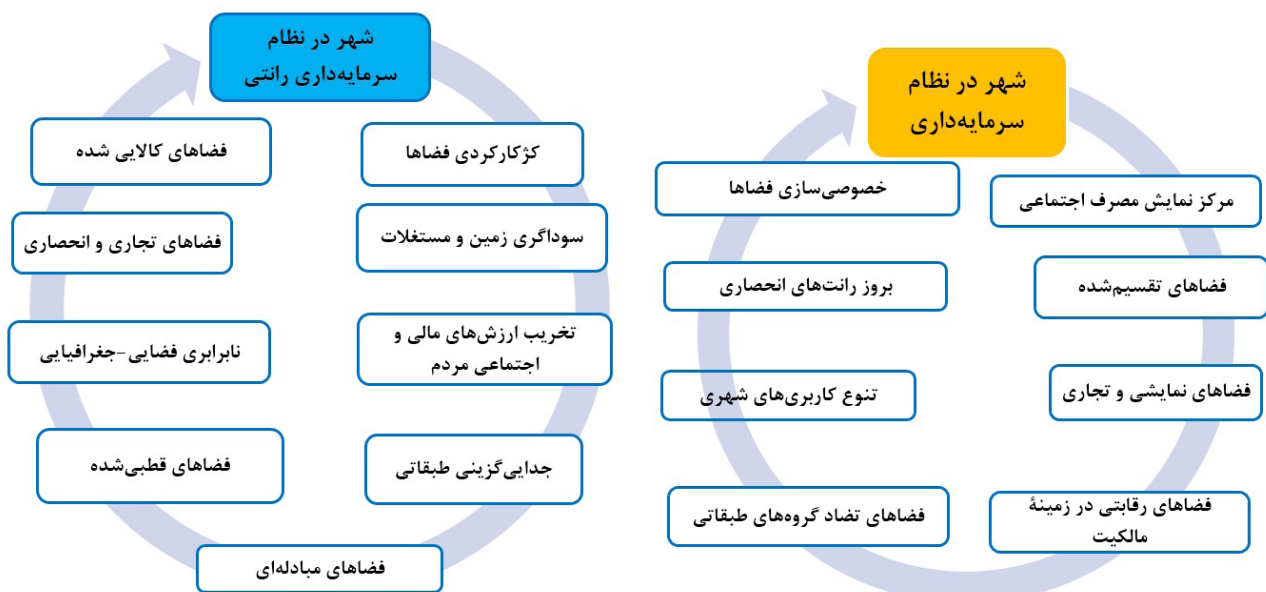 شهر در نظام
سرمایه‌داری
مرکز نمایش مصرف اجتماعی
فضاهای تقسیم‌شده
فضاهای نمایشی و تجاری
فضاهای رقابتی در زمینهٔ
مالکیت
فضاهای تضاد گروه‌های طبقاتی
تنوع کاربری‌های شهری
بروز رانت‌های انحصاری
خصوصی‌سازی فضاها
شهر در نظام
سرمایه‌داری رانتی
کژکارکردی فضاها
سوداگری زمین و مستغلات
تخریب ارزش‌های مالی و
اجتماعی مردم
جدایی‌گزینی طبقاتی
فضاهای مبادله‌ای
فضاهای قطبی‌شده
نابرابری فضایی-جغرافیایی
فضاهای تجاری و انحصاری
فضاهای کالایی شده